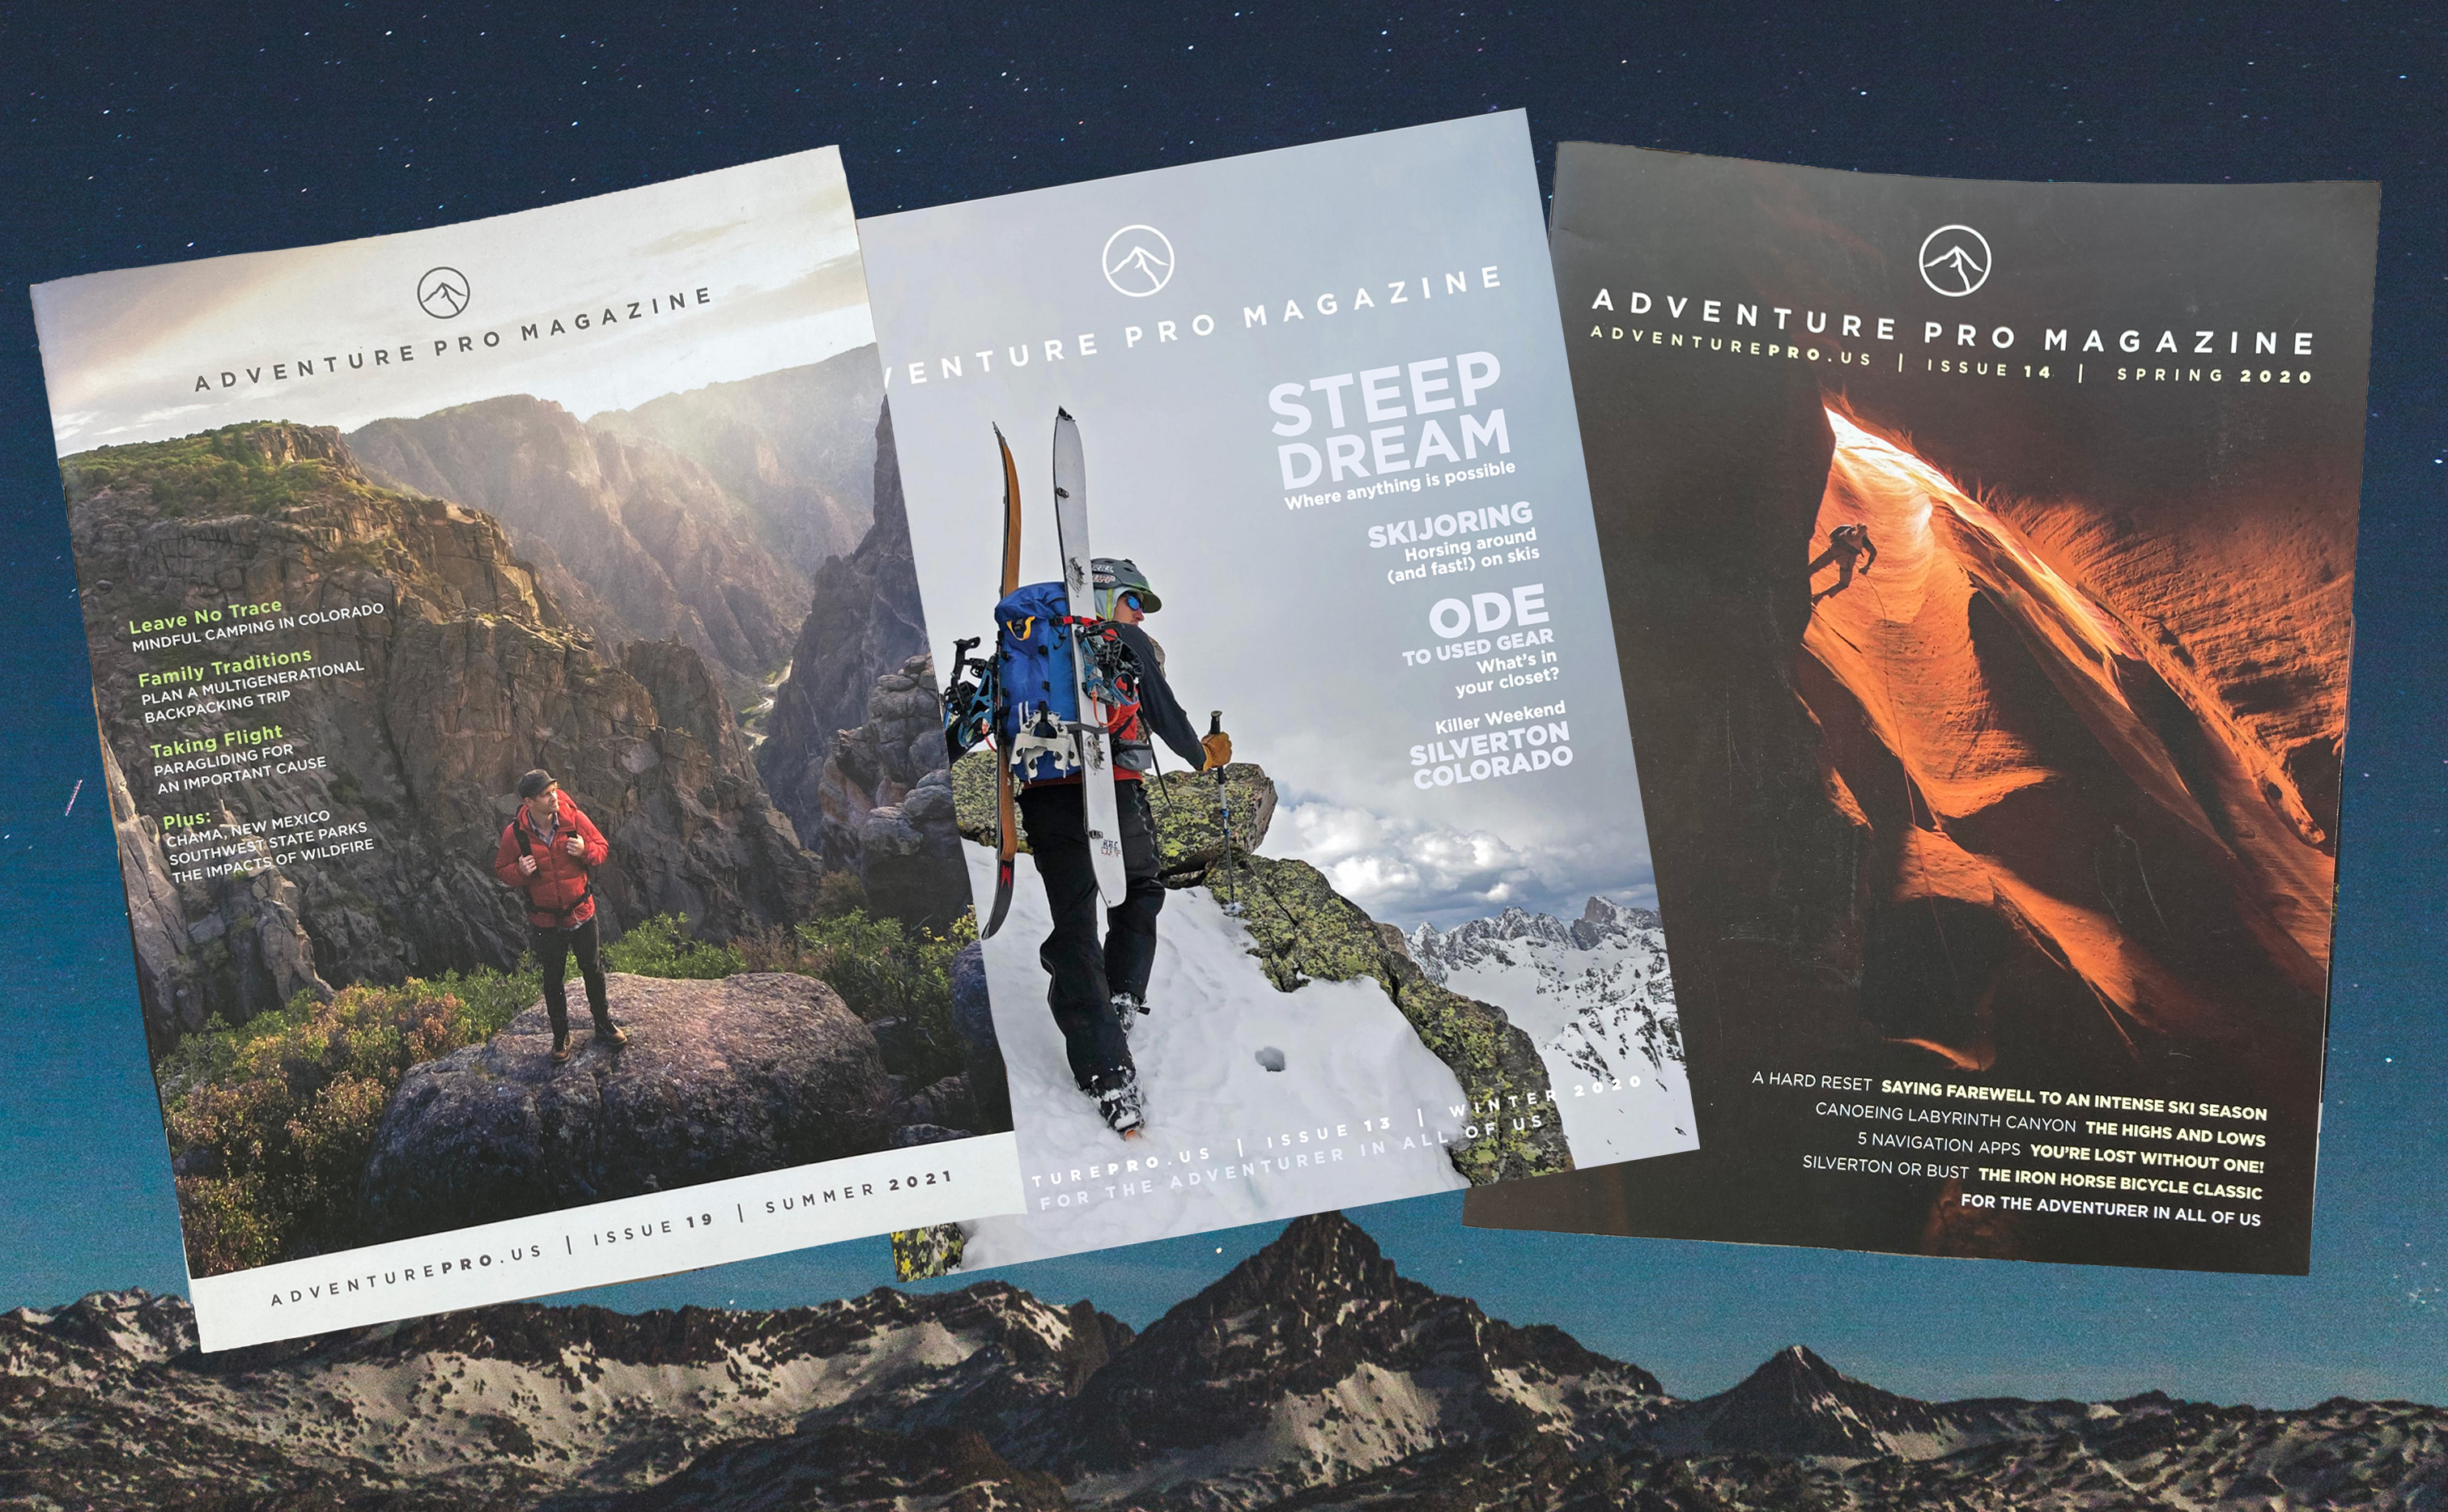 ADVENTURE PRO MAGAZINE
Leave No Trace
MINDFUL CAMPING IN COLORADO
Family Traditions
PLAN A MULTIGENERATIONAL
BACKPACKING TRIP
Taking Flight
PARAGLIDING FOR
AN IMPORTANT CAUSE
Plus:
CHAMA, NEW MEXICO
SOUTHWEST STATE PARKS
THE IMPACTS OF WILDFIRE
ADVENTUREPRO.US | ISSUE 19 | SUMMER 2021
VENTURE PRO MAGAZINE
STEEP
DREAM
Where anything is possible
SKIJORING
Horsing around
(and fast!) on skis
ODE
TO USED GEAR
What's in
your closet?
Killer Weekend
SILVERTON
COLORADO
TUREPRO.US | ISSUE 13 | WINTER 2020
FOR THE ADVENTURER IN ALL OF US
ADVENTURE PRO MAGAZINE
ADVENTUREPRO.US | ISSUE 14 | SPRING 2020
A HARD RESET SAYING FAREWELL TO AN INTENSE SKI SEASON
CANOEING LABYRINTH CANYON THE HIGHS AND LOWS
5 NAVIGATION APPS YOU'RE LOST WITHOUT ONE!
SILVERTON OR BUST THE IRON HORSE BICYCLE CLASSIC
FOR THE ADVENTURER IN ALL OF US